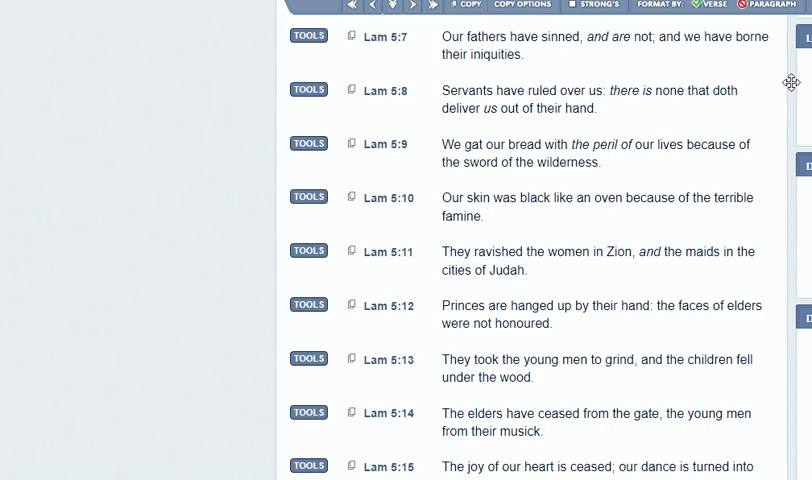 COPY COPY OPTIONS STRONG'S FORMAT BY: VERSE PARAGRAPH
TOOLS Lam 5:7 Our fathers have sinned, and are not; and we have borne
their iniquities.
TOOLS Lam 5:8 Servants have ruled over us: there is none that doth
deliver us out of their hand.
TOOLS Lam 5:9 We gat our bread with the peril of our lives because of
the sword of the wilderness.
TOOLS Lam 5:10 Our skin was black like an oven because of the terrible
famine.
TOOLS Lam 5:11 They ravished the women in Zion, and the maids in the
cities of Judah.
TOOLS Lam 5:12 Princes are hanged up by their hand: the faces of elders
were not honoured.
TOOLS Lam 5:13 They took the young men to grind, and the children fell
under the wood.
TOOLS Lam 5:14 The elders have ceased from the gate, the young men
from their musick.
TOOLS Lam 5:15 The joy of our heart is ceased; our dance is turned into